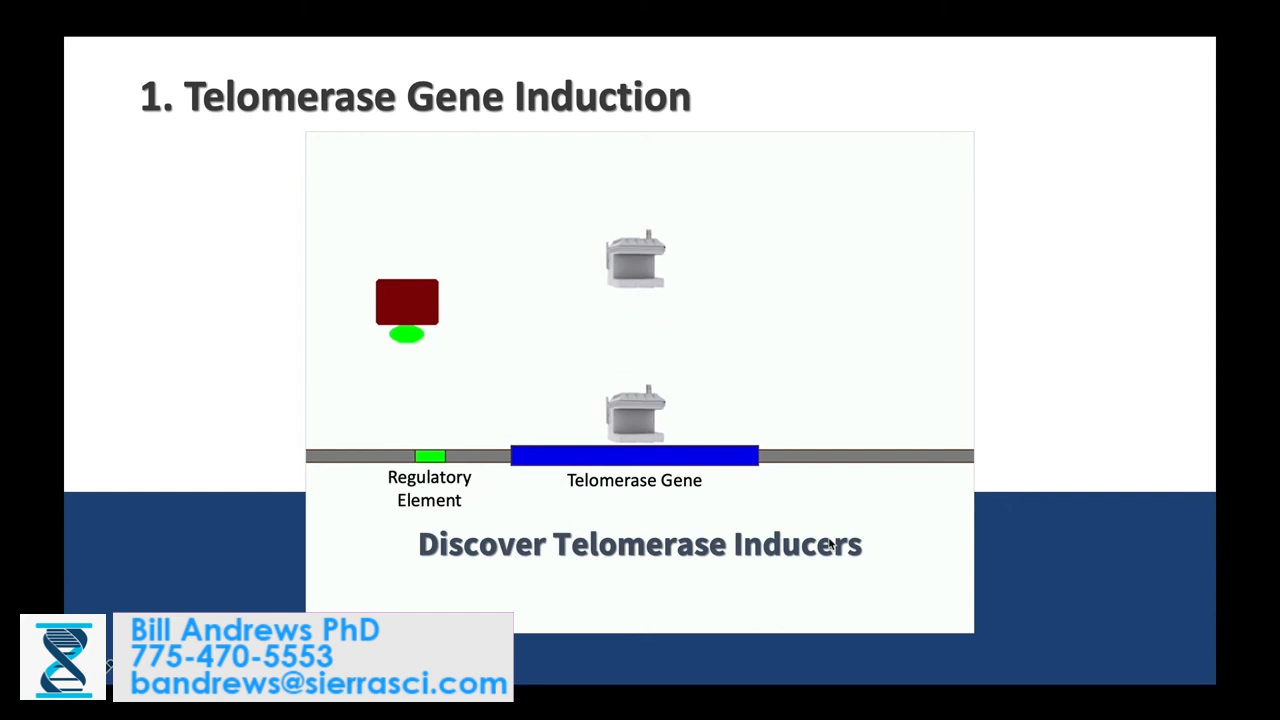 1. Telomerase Gene Induction
Regulatory
Element
Telomerase Gene
Discover Telomerase Inducers
Bill Andrews PhD
775-470-5553
bandrews@sierrasci.com